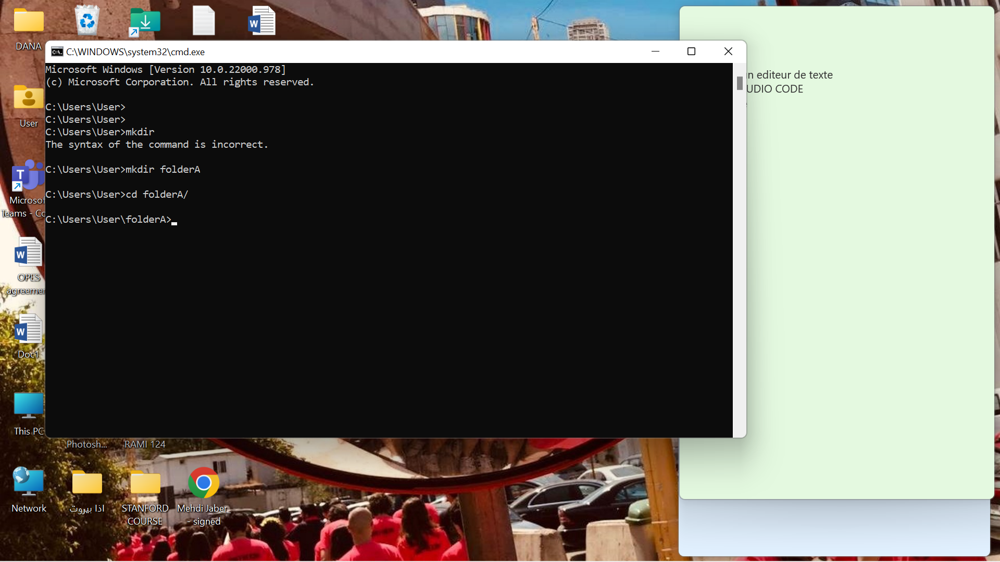 DANA
C:\WINDOWS\system32\cmd.exe
Microsoft Windows [Version 10.0.22000.978]
(c) Microsoft Corporation. All rights reserved.
C:\Users\User>
C:\Users\User>
C:\Users\User>mkdir
The syntax of the command is incorrect.
C:\Users\User>mkdir folderA
C:\Users\User>cd folderA/
C:\Users\User\folderA>
n editeur de texte
UDIO CODE
User
Microsof
Teams - Co
OPES
agreemen
Doc1
This PC
Photosh...
RAMI 124
Network
اذا بيروت
STANFORD
COURSE
Mehdi Jaber_
- signed